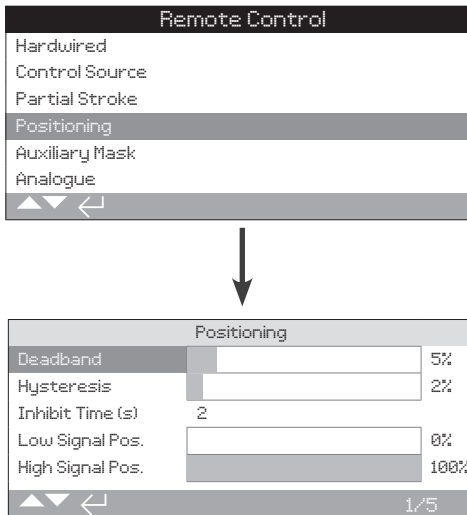 Remote Control
Hardwired
Control Source
Partial Stroke
Positioning
Auxiliary Mask
Analogue
Positioning
Deadband 5%
Hysteresis 2%
Inhibit Time (s) 2
Low Signal Pos. 0%
High Signal Pos. 100%
1/5